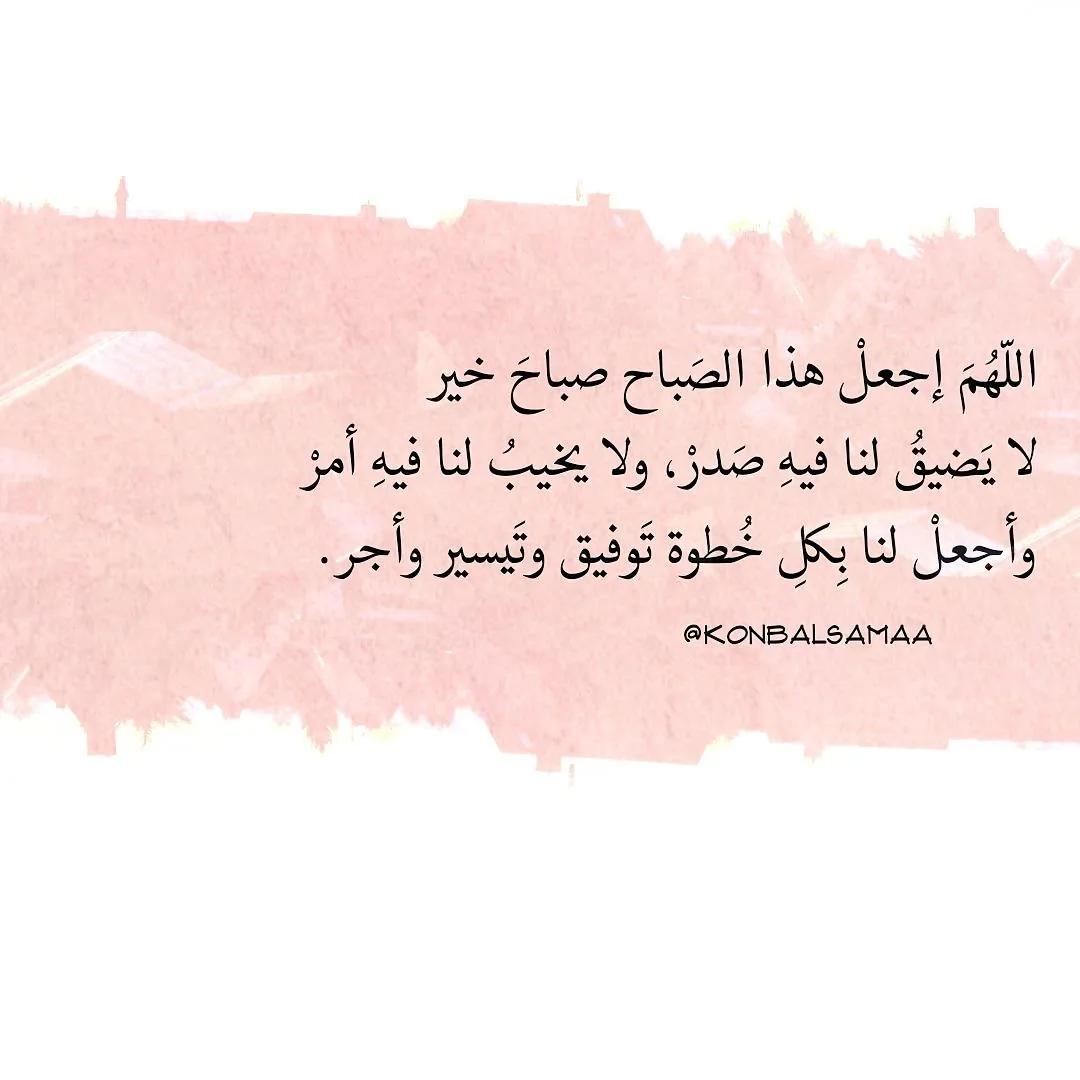 اللّهُمَ إجعلْ هذا الصَباح صباحَ خير
لا يَضيقُ لنا فيهِ صَدرْ، ولا يخيبُ لنا فيهِ أمرْ
وأجعلْ لنا بِكلِ خُطوة تَوفيق وتَيسير وأجر.
@KONBALSAMAA